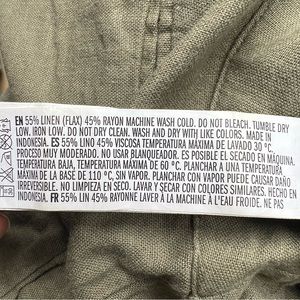 EN 55% LINEN (FLAX) 45% RAYON MACHINE WASH COLD. DO NOT BLEACH. TUMBLE DRY
LOW. IRON LOW. DO NOT DRY CLEAN. WASH AND DRY WITH LIKE COLORS. MADE IN
INDONESIA. ES 55% LINO 45% VISCOSA TEMPERATURA MÁXIMA DE LAVADO 30 °C.
PROCESO MUY MODERADO. NO USAR BLANQUEADOR. ES POSIBLE EL SECADO EN MÁQUINA.
TEMPERATURA BAJA, TEMPERATURA MÁXIMA DE 60 °C. PLANCHAR A UNA TEMPERATURA
MÁXIMA DE LA BASE DE 110 °C, SIN VAPOR. PLANCHAR CON VAPOR PUEDE CAUSAR DAÑO
IRREVERSIBLE. NO LIMPIEZA EN SECO. LAVAR Y SECAR CON COLORES SIMILARES. HECHO EN
INDONESIA. FR 55% LIN 45% RAYONNE LAVER À LA MACHINE À L'EAU FROIDE. NE PAS